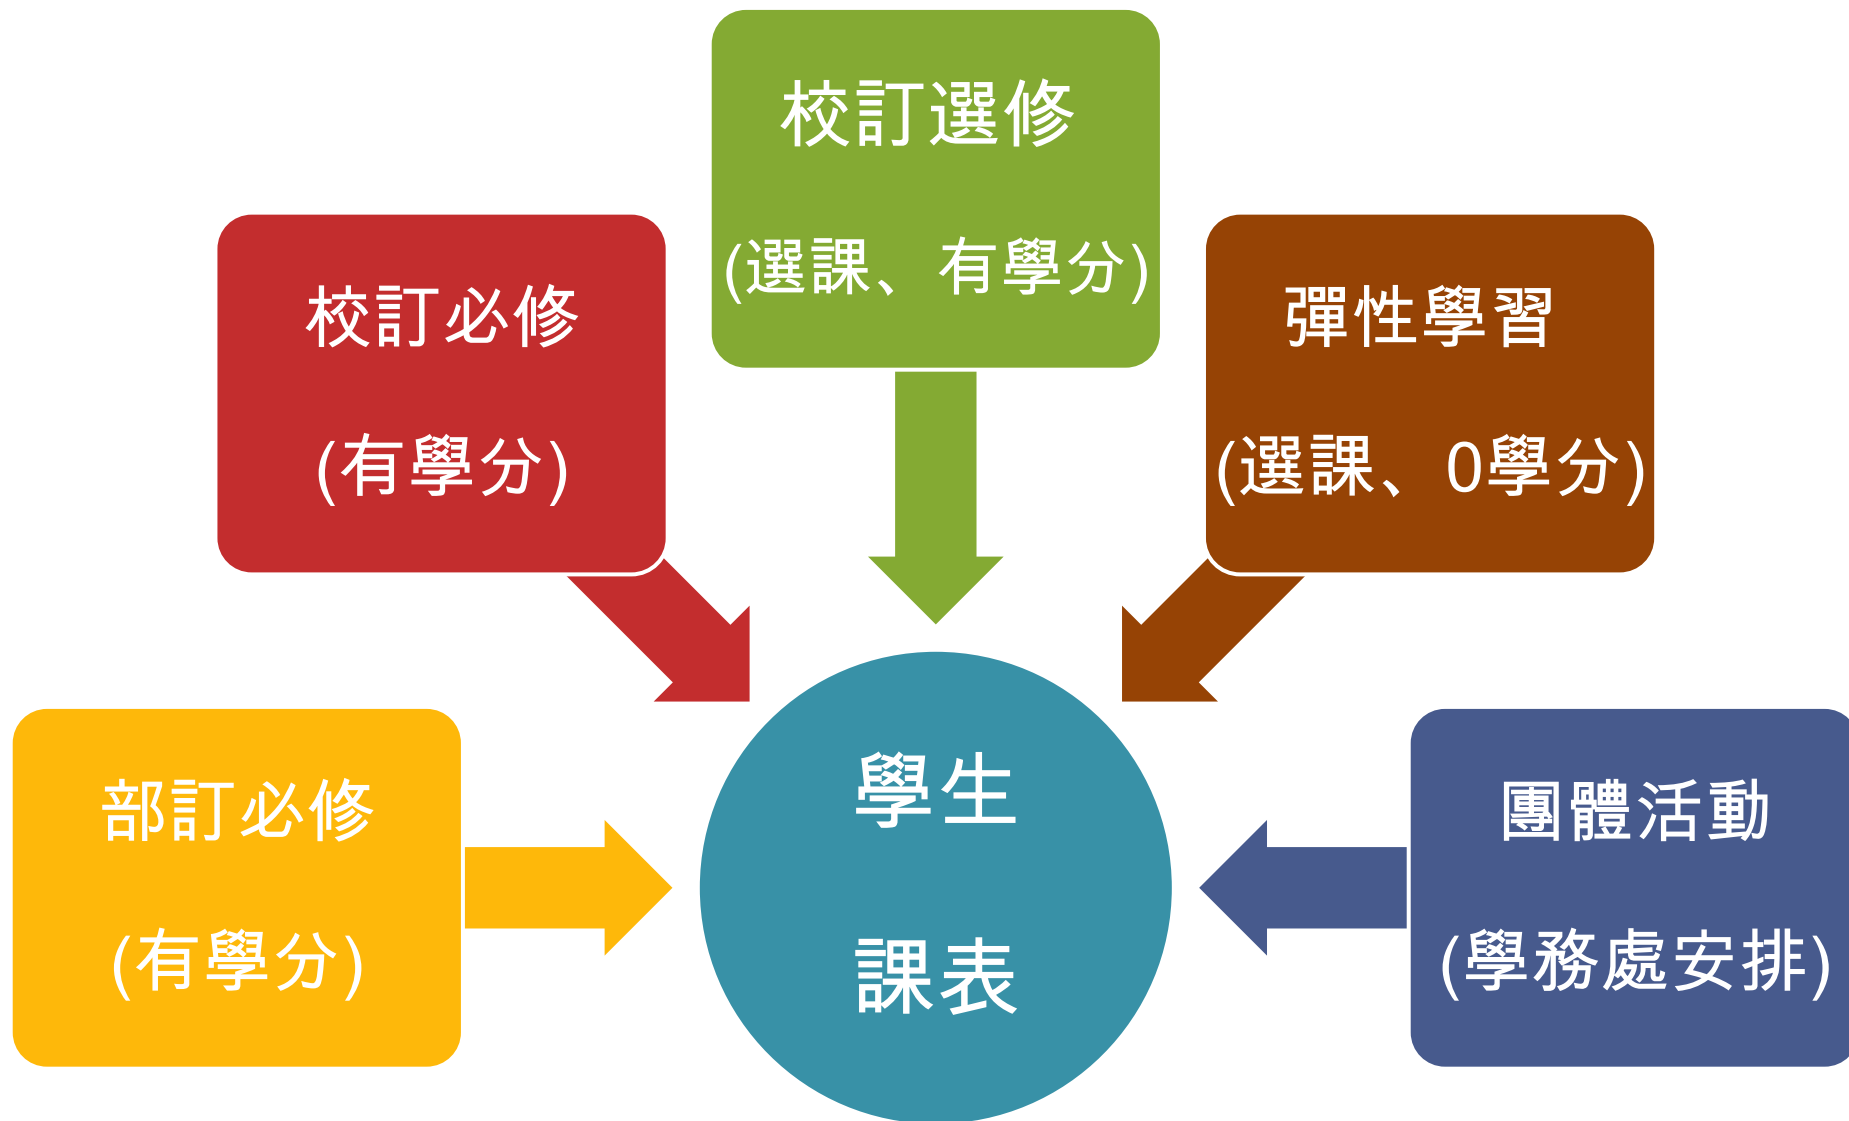 校訂選修
(選課、有學分)
校訂必修
(有學分)
彈性學習
(選課、0學分)
部訂必修
(有學分)
學生
課表
團體活動
(學務處安排)